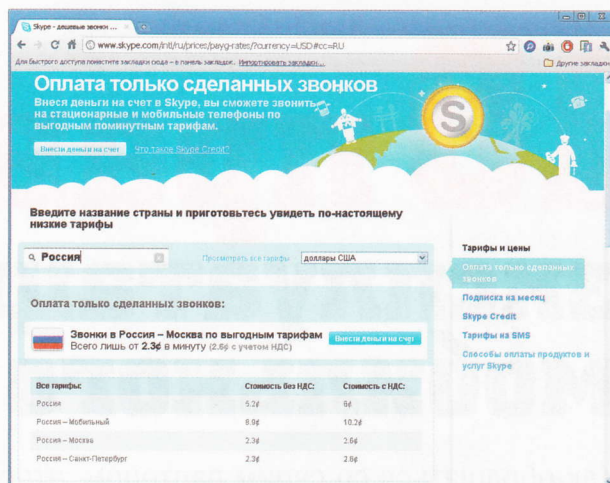 Skype - дешевые звонки ...
www.skype.com/intl/ru/prices/payg-rates/?currency=USD#cc=RU
Для быстрого доступа поместите закладки сюда – в панель закладок. Импортировать закладки...
Другие закладки
Оплата только сделанных звонков
Внеся деньги на счет в Skype, вы сможете звонить
на стационарные и мобильные телефоны по
выгодным поминутным тарифам.
Внести деньги на счет
Что такое Skype Credit?
S
Введите название страны и приготовьтесь увидеть по-настоящему
низкие тарифы
Россия
Просмотреть все тарифы
доллары США
Оплата только сделанных звонков:
Звонки в Россия – Москва по выгодным тарифам
Всего лишь от 2.3¢ в минуту (2.6¢ с учетом НДС)
Внести деньги на счет
Все тарифы: Стоимость без НДС: Стоимость с НДС:
Россия 6¢
Россия – Мобильный 8.9¢ 10.2¢
Россия – Москва 2.3¢ 2.6¢
Россия – Санкт-Петербург 2.3¢ 2.6¢
Тарифы и цены
Оплата только сделанных
звонков
Подписка на месяц
Skype Credit
Тарифы на SMS
Способы оплаты продуктов и
услуг Skype